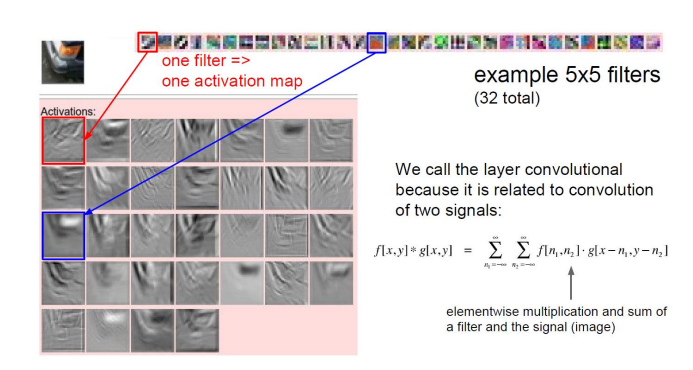 one filter =>
one activation map
example 5x5 filters
(32 total)
Activations:
We call the layer convolutional
because it is related to convolution
of two signals:
f[x,y] * g[x,y] = ∑_{n₁=-∞}^{∞} ∑_{n₂=-∞}^{∞} f[n₁,n₂]·g[x-n₁,y-n₂]
elementwise multiplication and sum of
a filter and the signal (image)